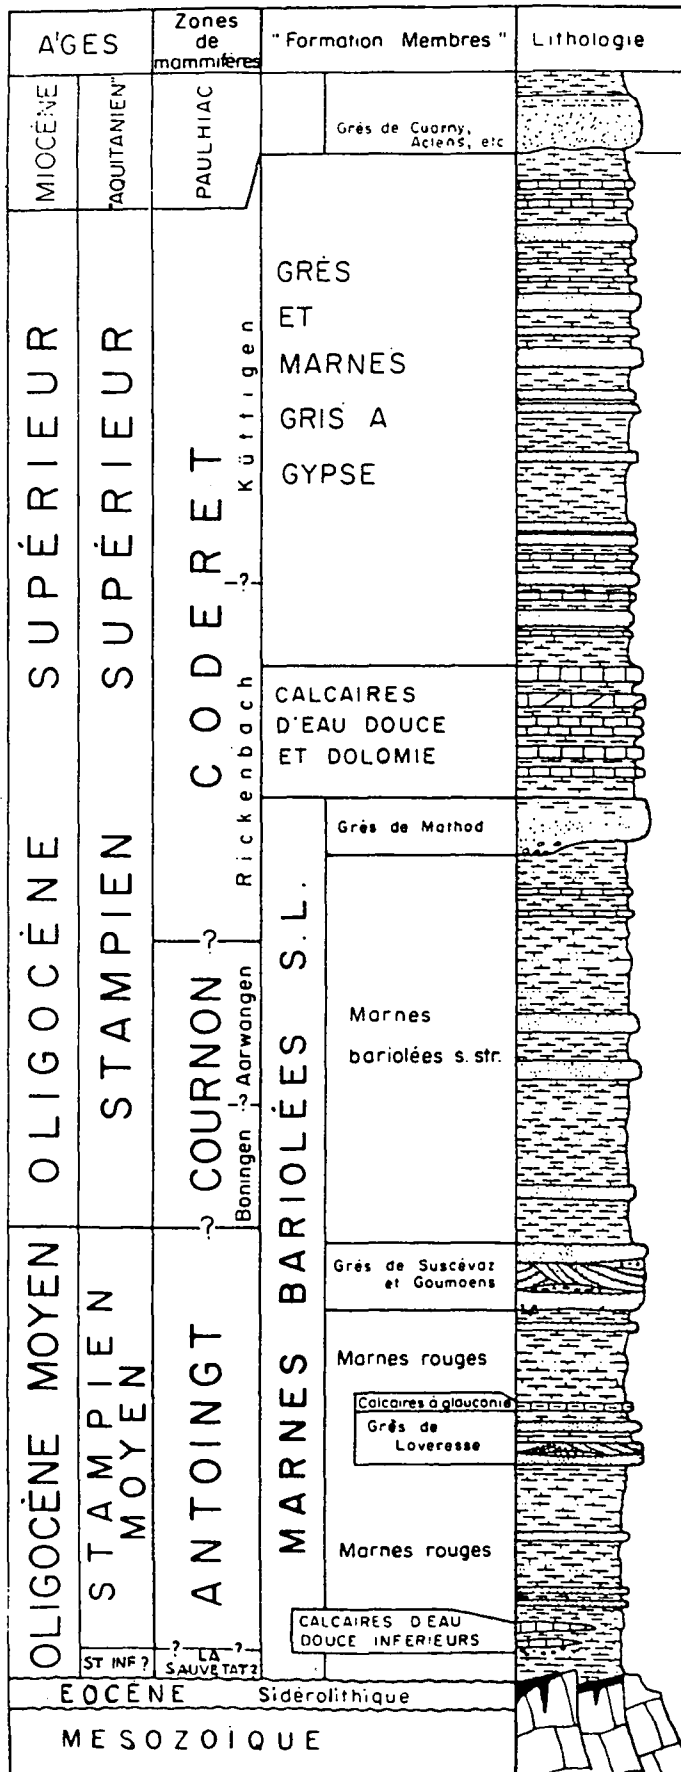 A'GES
Zones
de
mammifères
"Formation Membres"
Lithologie
MIOCÈNE
"AQUITANIEN"
PAULHIAC
Grès de Cuarny,
Aclens, etc
OLIGOCÈNE SUPÉRIEUR
STAMPIEN SUPÉRIEUR
CODERET
Küttigen
-?-
Rickenbach
GRÈS
ET
MARNES
GRIS A
GYPSE
CALCAIRES
D'EAU DOUCE
ET DOLOMIE
MARNES BARIOLÉES S.L.
Grès de Mathod
?
COURNON
Aarwangen
-?-
Boningen
?
Marnes
bariolées s. str.
Grès de Suscévaz
et Goumoens
OLIGOCÈNE MOYEN
STAMPIEN
MOYEN
ANTOINGT
Marnes rouges
Calcaires à glauconie
Grès de
Loveresse
Marnes rouges
CALCAIRES D'EAU
DOUCE INFERIEURS
ST INF?
? LA ?
SAUVETAT?
EOCÈNE Sidérolithique
MESOZOÏQUE